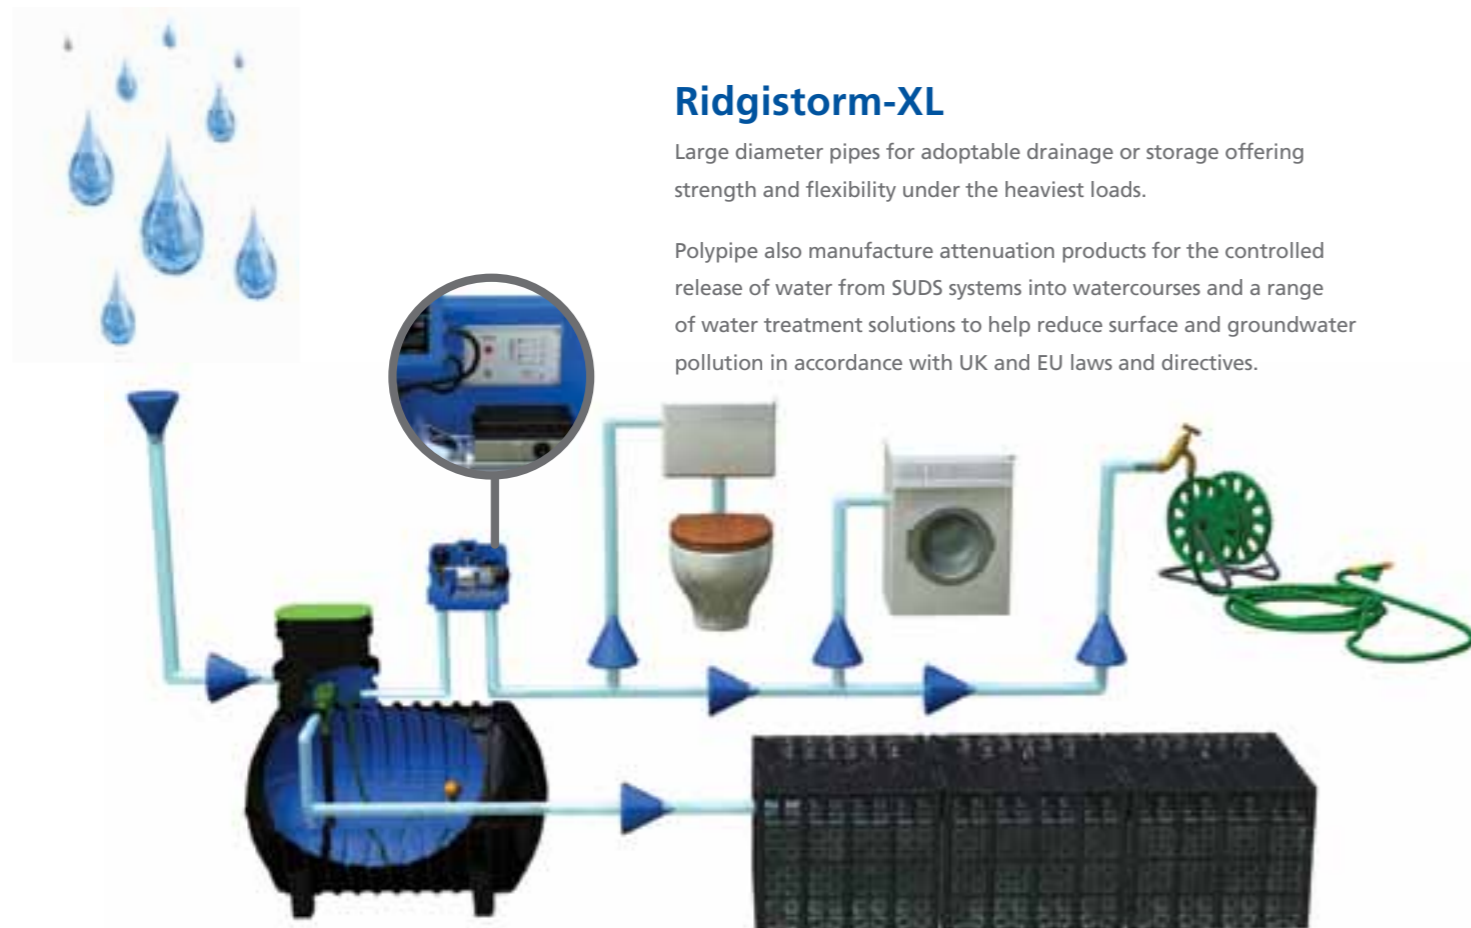 Ridgistorm-XL
Large diameter pipes for adoptable drainage or storage offering
strength and flexibility under the heaviest loads.
Polypipe also manufacture attenuation products for the controlled
release of water from SUDS systems into watercourses and a range
of water treatment solutions to help reduce surface and groundwater
pollution in accordance with UK and EU laws and directives.